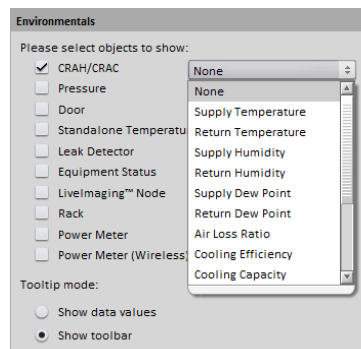 Environmentals
Please select objects to show:
CRAH/CRAC None
Pressure None
Door Supply Temperature
Standalone Temperatu Return Temperature
Leak Detector Supply Humidity
Equipment Status Return Humidity
LiveImaging™ Node Supply Dew Point
Rack Return Dew Point
Power Meter Air Loss Ratio
Power Meter (Wireless) Cooling Efficiency
Cooling Capacity
Tooltip mode:
Show data values
Show toolbar